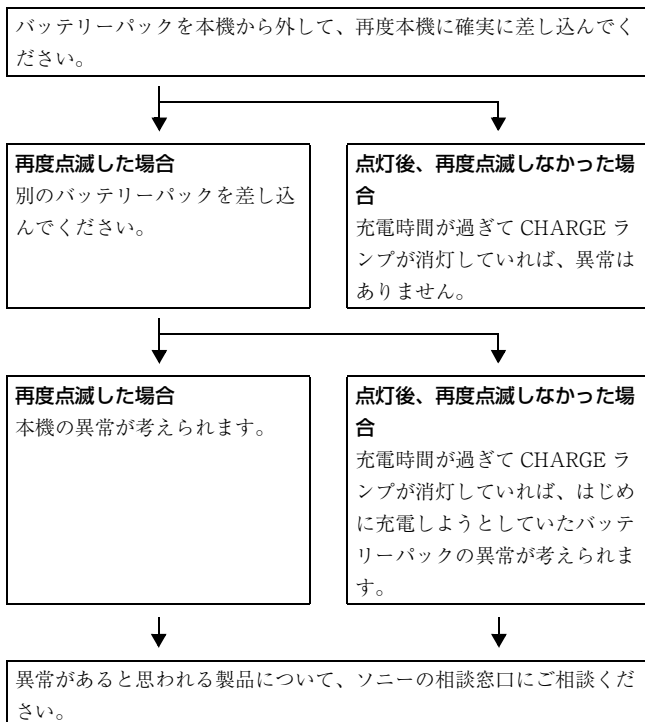 バッテリーパックを本機から外して、再度本機に確実に差し込んでく
ださい。
再度点滅した場合
別のバッテリーパックを差し込
んでください。
点灯後、再度点滅しなかった場
合
充電時間が過ぎて CHARGE ラ
ンプが消灯していれば、異常は
ありません。
再度点滅した場合
本機の異常が考えられます。
点灯後、再度点滅しなかった場
合
充電時間が過ぎて CHARGE ラ
ンプが消灯していれば、はじめ
に充電しようとしていたバッテ
リーパックの異常が考えられま
す。
異常があると思われる製品について、ソニーの相談窓口にご相談くだ
さい。